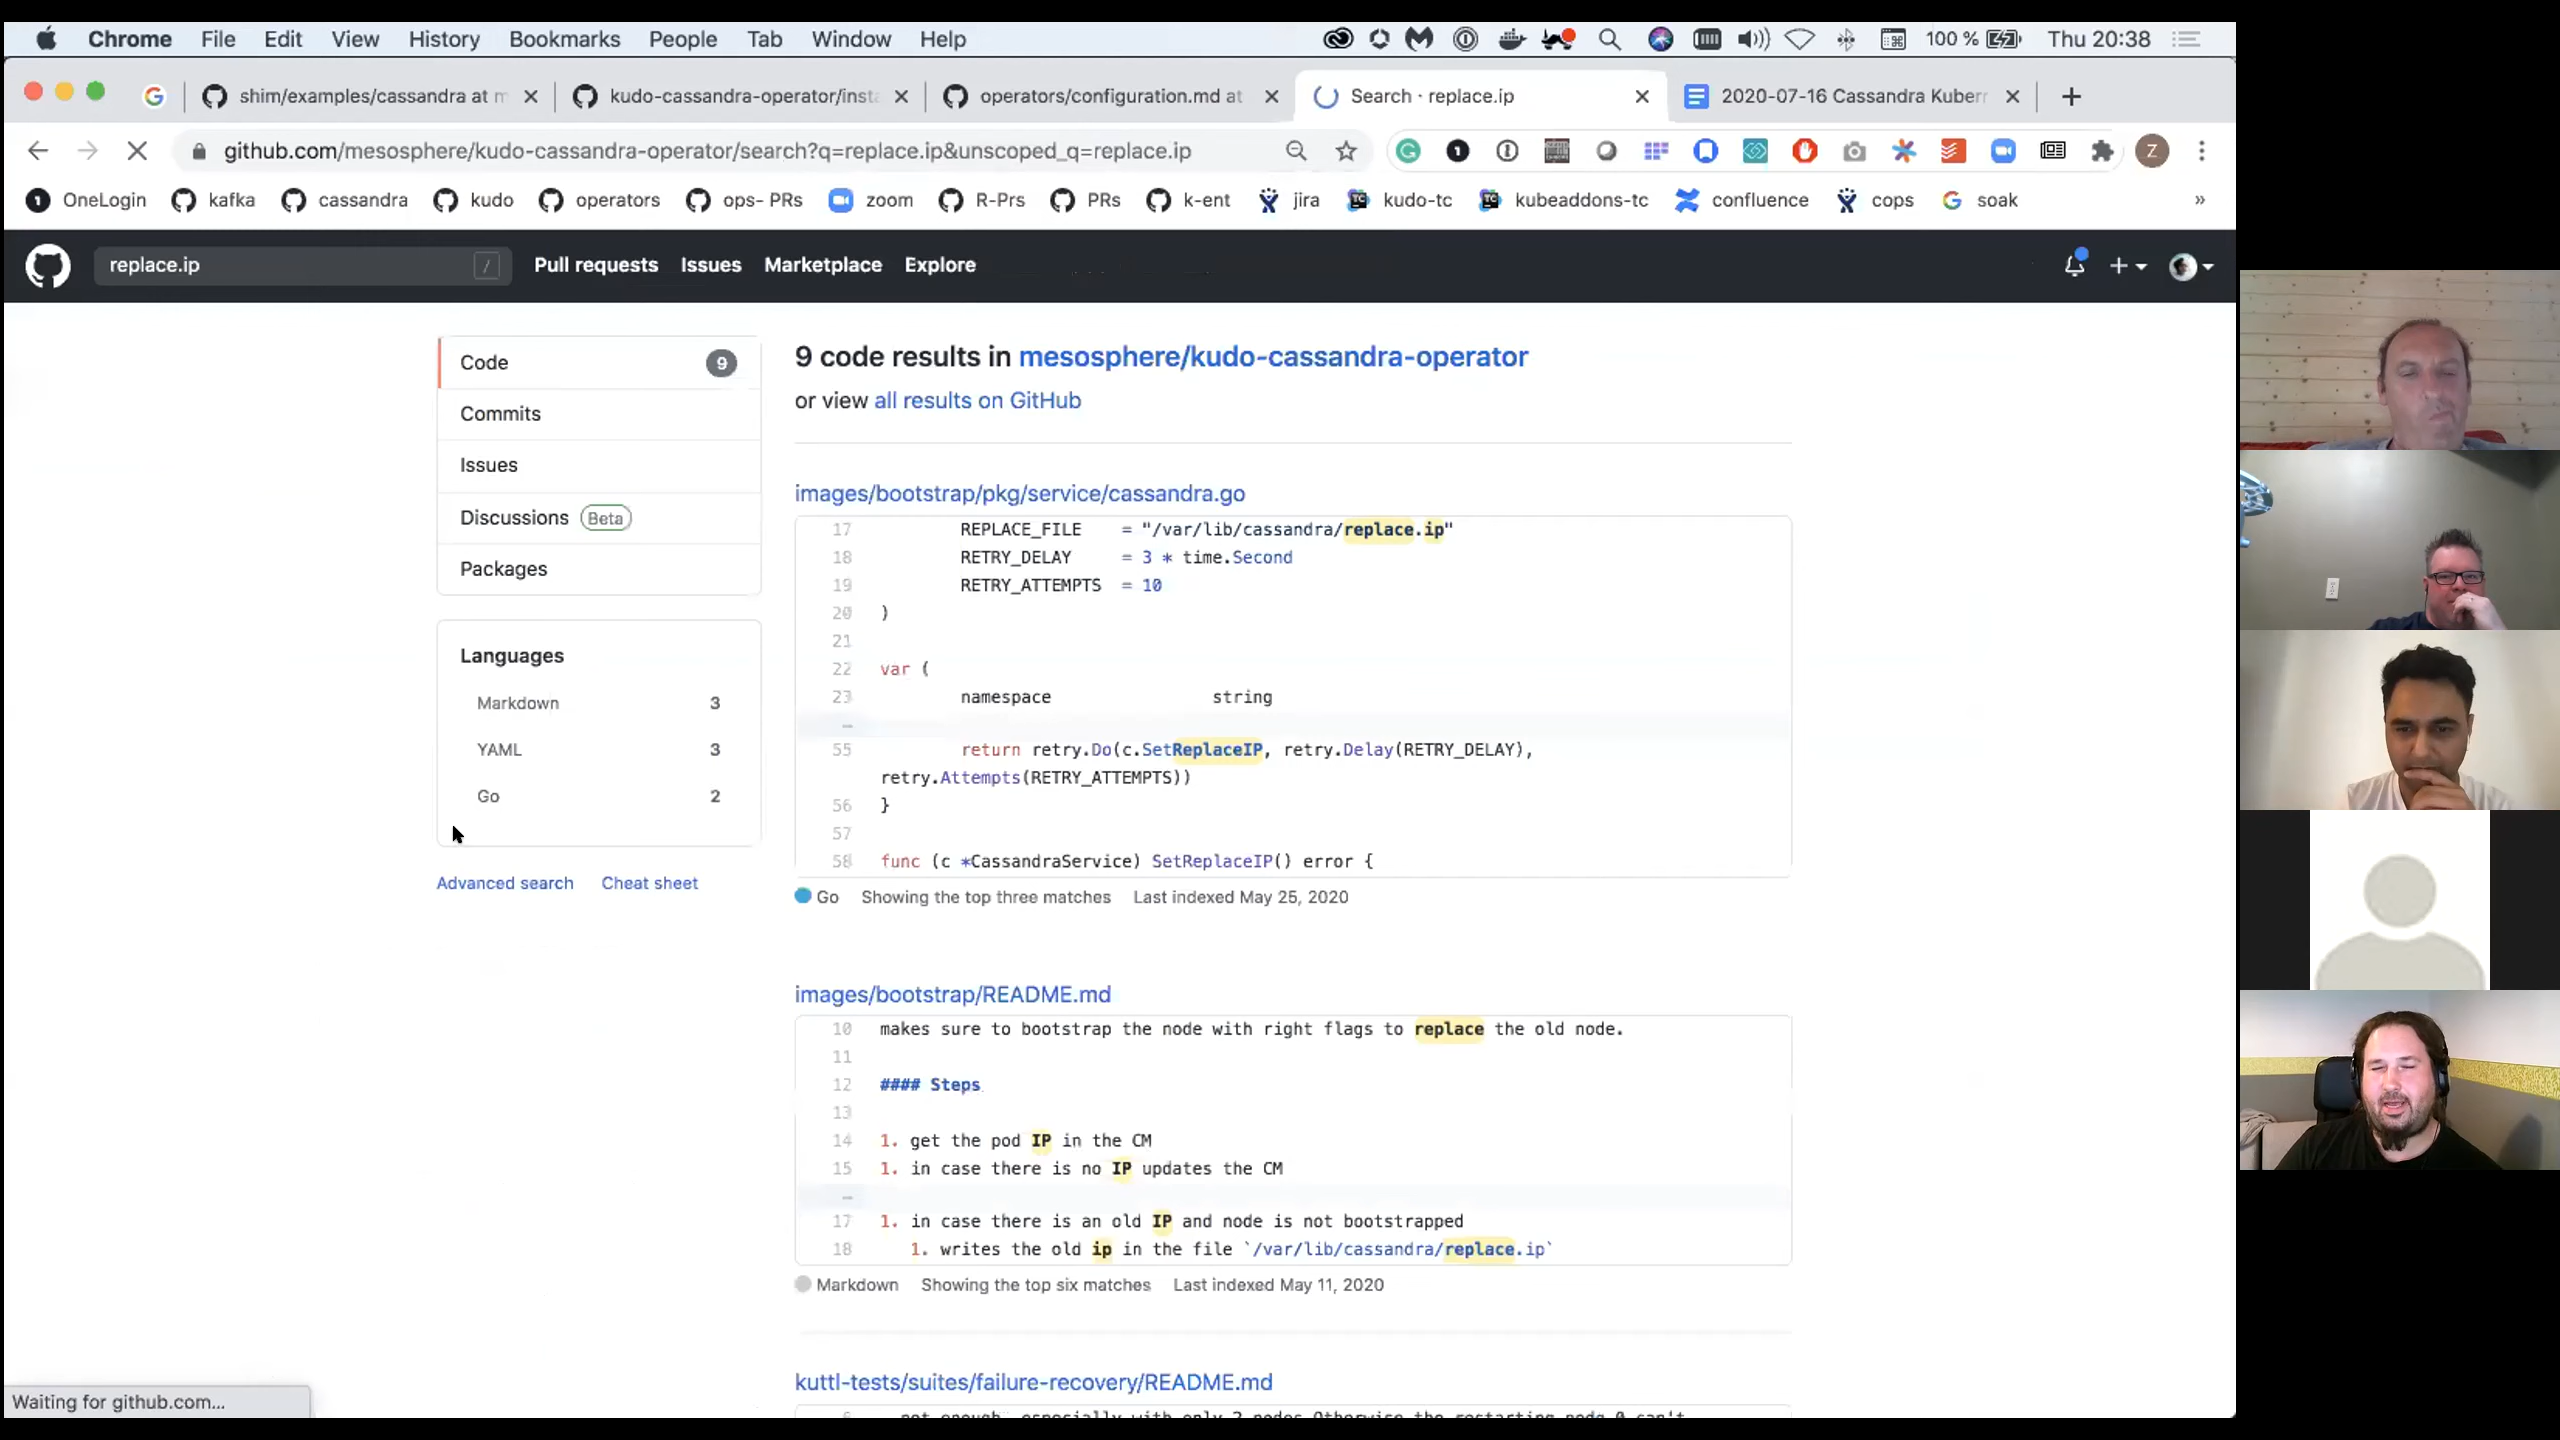 Chrome File Edit View History Bookmarks People Tab Window Help 100 % Thu 20:38
shim/examples/cassandra at m kudo-cassandra-operator/insta operators/configuration.md at Search · replace.ip 2020-07-16 Cassandra Kubern
github.com/mesosphere/kudo-cassandra-operator/search?q=replace.ip&unscoped_q=replace.ip
OneLogin kafka cassandra kudo operators ops- PRs zoom R-Prs PRs k-ent jira kudo-tc kubeaddons-tc confluence cops soak »
replace.ip / Pull requests Issues Marketplace Explore
Code 9
Commits
Issues
Discussions Beta
Packages
Languages
Markdown 3
YAML 3
Go 2
Advanced search Cheat sheet
9 code results in mesosphere/kudo-cassandra-operator
or view all results on GitHub
images/bootstrap/pkg/service/cassandra.go
17 REPLACE_FILE = "/var/lib/cassandra/replace.ip"
18 RETRY_DELAY = 3 * time.Second
19 RETRY_ATTEMPTS = 10
20 )
21
22 var (
23 namespace string
55 return retry.Do(c.SetReplaceIP, retry.Delay(RETRY_DELAY),
retry.Attempts(RETRY_ATTEMPTS))
56 }
57
58 func (c *CassandraService) SetReplaceIP() error {
Go Showing the top three matches Last indexed May 25, 2020
images/bootstrap/README.md
10 makes sure to bootstrap the node with right flags to replace the old node.
11
12 #### Steps
13
14 1. get the pod IP in the CM
15 1. in case there is no IP updates the CM
17 1. in case there is an old IP and node is not bootstrapped
18 1. writes the old ip in the file `/var/lib/cassandra/replace.ip`
Markdown Showing the top six matches Last indexed May 11, 2020
kuttl-tests/suites/failure-recovery/README.md
Waiting for github.com...